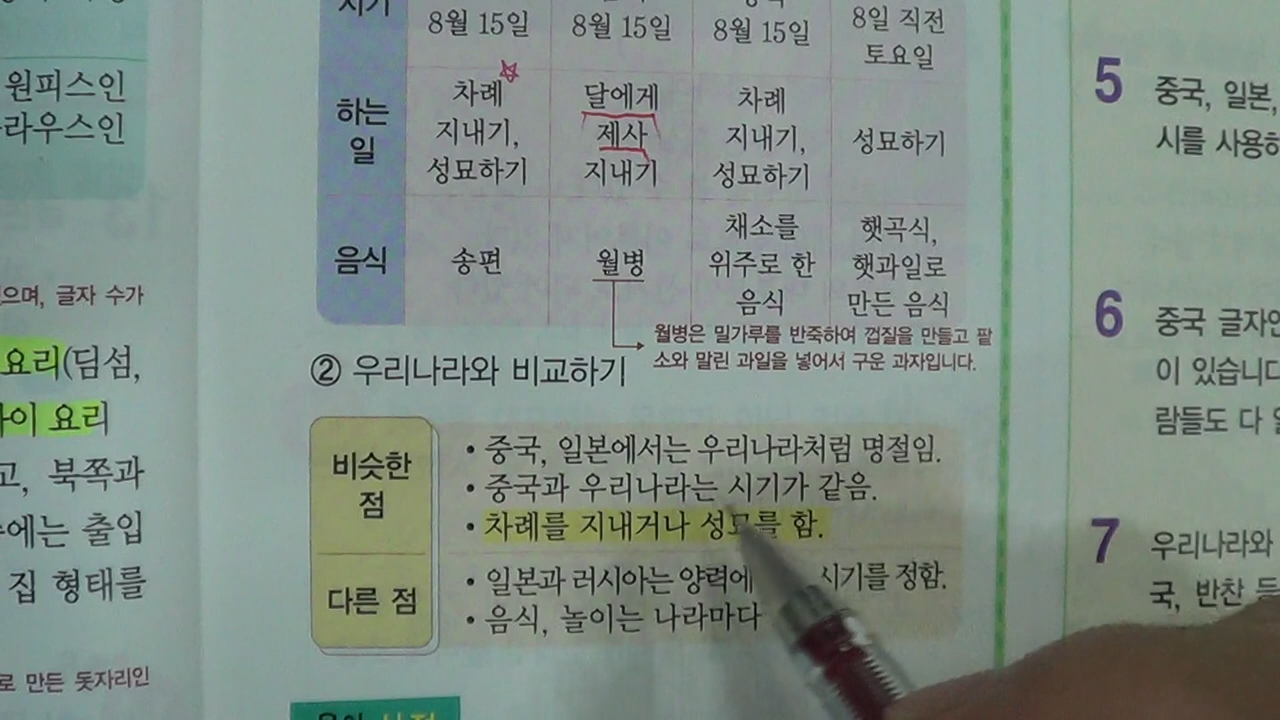 원피스인
라우스인
으며, 글자 수가
요리(딤섬,
이 요리
고, 북쪽과
에는 출입
집 형태를
로 만든 돗자리인
시기
8월 15일
8월 15일
8월 15일
8일 직전
토요일
하는
일
차례
지내기,
성묘하기
달에게
제사
지내기
차례
지내기,
성묘하기
성묘하기
음식
송편
월병
채소를
위주로 한
음식
햇곡식,
햇과일로
만든 음식
월병은 밀가루를 반죽하여 껍질을 만들고 팥
소와 말린 과일을 넣어서 구운 과자입니다.
② 우리나라와 비교하기
비슷한
점
• 중국, 일본에서는 우리나라처럼 명절임.
• 중국과 우리나라는 시기가 같음.
• 차례를 지내거나 성묘를 함.
다른 점
• 일본과 러시아는 양력에 시기를 정함.
• 음식, 놀이는 나라마다
5 중국, 일본,
시를 사용하
6 중국 글자인
이 있습니다
람들도 다
7 우리나라와
국, 반찬 등